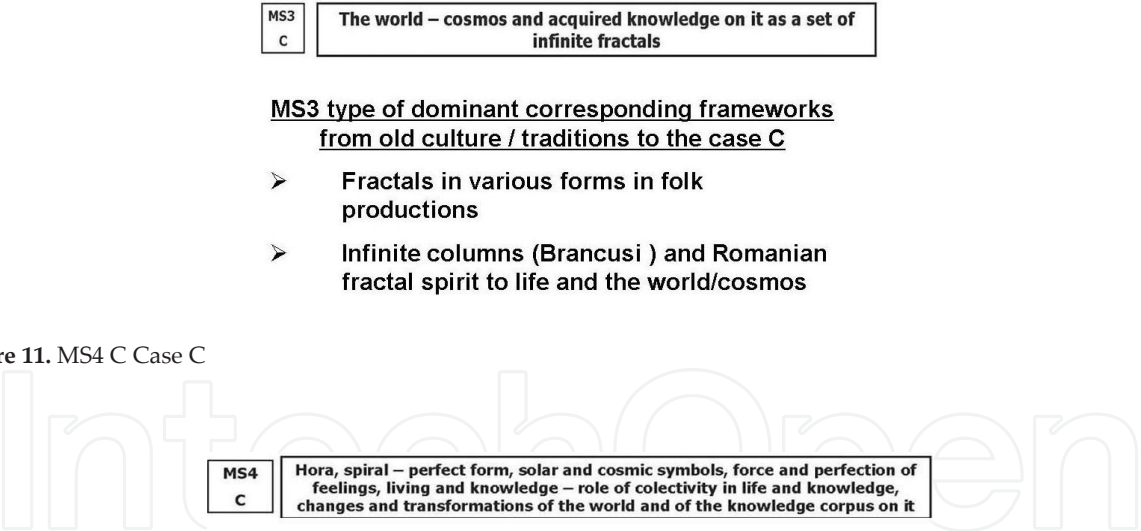 MS3
C
The world – cosmos and acquired knowledge on it as a set of
infinite fractals
MS3 type of dominant corresponding frameworks
from old culture / traditions to the case C
➢ Fractals in various forms in folk
productions
➢ Infinite columns (Brancusi ) and Romanian
fractal spirit to life and the world/cosmos
re 11. MS4 C Case C
IntechOpen
MS4
C
Hora, spiral – perfect form, solar and cosmic symbols, force and perfection of
feelings, living and knowledge – role of colectivity in life and knowledge,
changes and transformations of the world and of the knowledge corpus on it